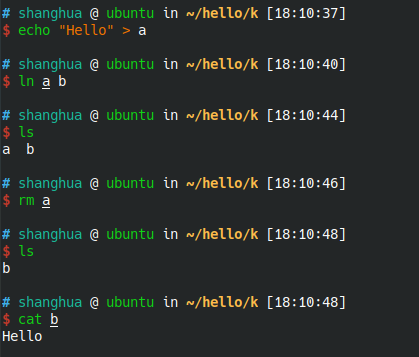 # shanghua @ ubuntu in ~/hello/k [18:10:37]
$ echo "Hello" > a
# shanghua @ ubuntu in ~/hello/k [18:10:40]
$ ln a b
# shanghua @ ubuntu in ~/hello/k [18:10:44]
$ ls
a  b
# shanghua @ ubuntu in ~/hello/k [18:10:46]
$ rm a
# shanghua @ ubuntu in ~/hello/k [18:10:48]
$ ls
b
# shanghua @ ubuntu in ~/hello/k [18:10:48]
$ cat b
Hello